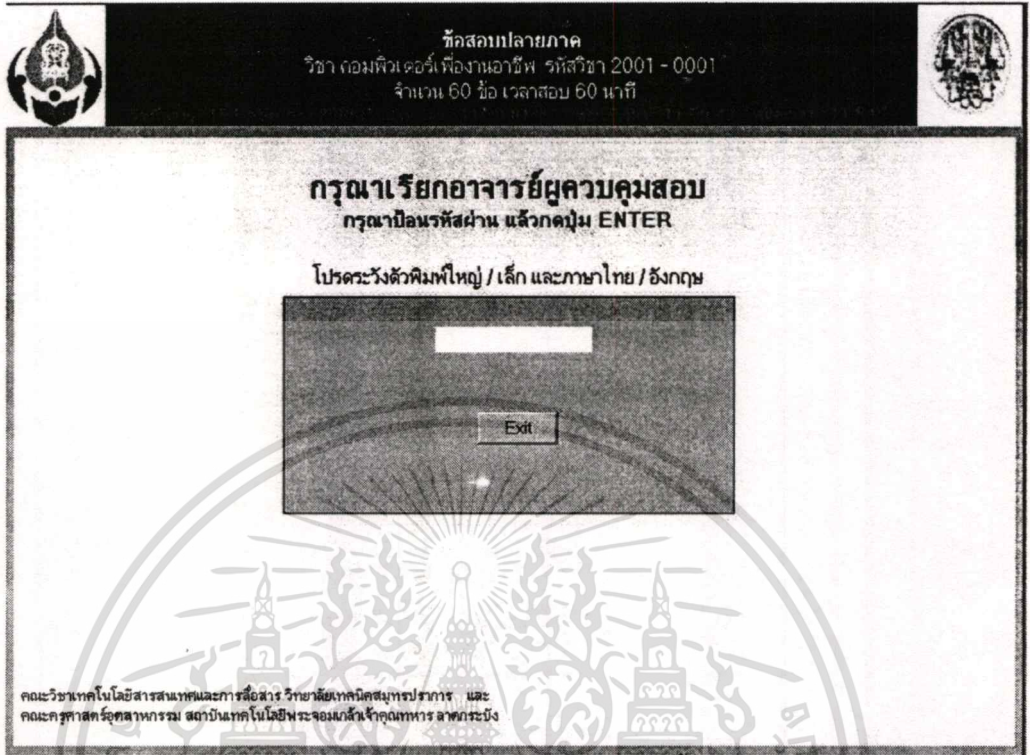 ข้อสอบปลายภาค
วิชา คอมพิวเตอร์เพื่องานอาชีพ รหัสวิชา 2001 - 0001
จำนวน 60 ข้อ เวลาสอบ 60 นาที
กรุณาเรียกอาจารย์ผู้ควบคุมสอบ
กรุณาป้อนรหัสผ่าน แล้วกดปุ่ม ENTER
โปรดระวังตัวพิมพ์ใหญ่ / เล็ก และภาษาไทย / อังกฤษ
Exit
คณะวิชาเทคโนโลยีสารสนเทศและการสื่อสาร วิทยาลัยเทคนิคสมุทรปราการ และ
คณะครุศาสตร์อุตสาหกรรม สถาบันเทคโนโลยีพระจอมเกล้าเจ้าคุณทหาร ลาดกระบัง